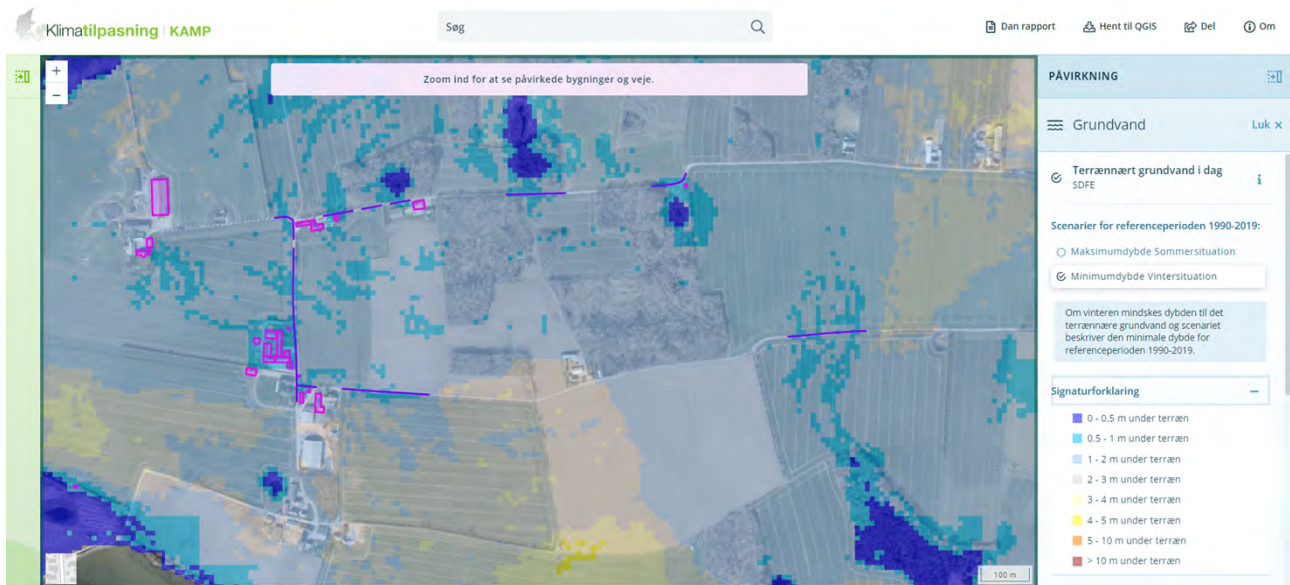 Klimatilpasning | KAMP
Søg
Dan rapport
Hent til QGIS
Del
Om
+
−
Zoom ind for at se påvirkede bygninger og veje.
PÅVIRKNING
Grundvand
Luk ×
Terrænnært grundvand i dag
SDFE
Scenarier for referenceperioden 1990-2019:
Maksimumdybde Sommersituation
Minimumdybde Vintersituation
Om vinteren mindskes dybden til det
terrænnære grundvand og scenariet
beskriver den minimale dybde for
referenceperioden 1990-2019.
Signaturforklaring
0 - 0,5 m under terræn
0,5 - 1 m under terræn
1 - 2 m under terræn
2 - 3 m under terræn
3 - 4 m under terræn
4 - 5 m under terræn
5 - 10 m under terræn
> 10 m under terræn
100 m